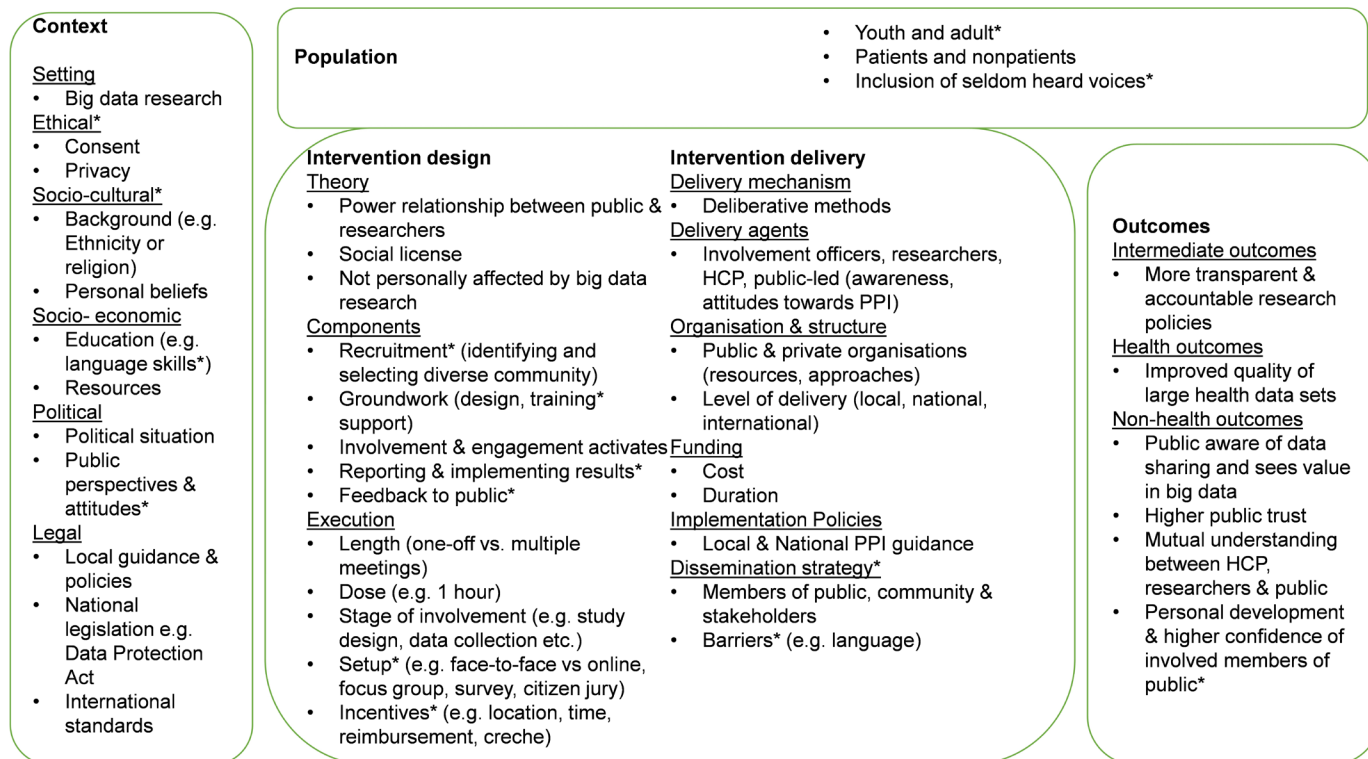 Context
Setting
• Big data research
Ethical*
• Consent
• Privacy
Socio-cultural*
• Background (e.g.
Ethnicity or
religion)
• Personal beliefs
Socio- economic
• Education (e.g.
language skills*)
• Resources
Political
• Political situation
• Public
perspectives &
attitudes*
Legal
• Local guidance &
policies
• National
legislation e.g.
Data Protection
Act
• International
standards
Population
• Youth and adult*
• Patients and nonpatients
• Inclusion of seldom heard voices*
Intervention design
Theory
• Power relationship between public &
researchers
• Social license
• Not personally affected by big data
research
Components
• Recruitment* (identifying and
selecting diverse community)
• Groundwork (design, training*
support)
• Involvement & engagement activates
• Reporting & implementing results*
• Feedback to public*
Execution
• Length (one-off vs. multiple
meetings)
• Dose (e.g. 1 hour)
• Stage of involvement (e.g. study
design, data collection etc.)
• Setup* (e.g. face-to-face vs online,
focus group, survey, citizen jury)
• Incentives* (e.g. location, time,
reimbursement, creche)
Intervention delivery
Delivery mechanism
• Deliberative methods
Delivery agents
• Involvement officers, researchers,
HCP, public-led (awareness,
attitudes towards PPI)
Organisation & structure
• Public & private organisations
(resources, approaches)
• Level of delivery (local, national,
international)
Funding
• Cost
• Duration
Implementation Policies
• Local & National PPI guidance
Dissemination strategy*
• Members of public, community &
stakeholders
• Barriers* (e.g. language)
Outcomes
Intermediate outcomes
• More transparent &
accountable research
policies
Health outcomes
• Improved quality of
large health data sets
Non-health outcomes
• Public aware of data
sharing and sees value
in big data
• Higher public trust
• Mutual understanding
between HCP,
researchers & public
• Personal development
& higher confidence of
involved members of
public*